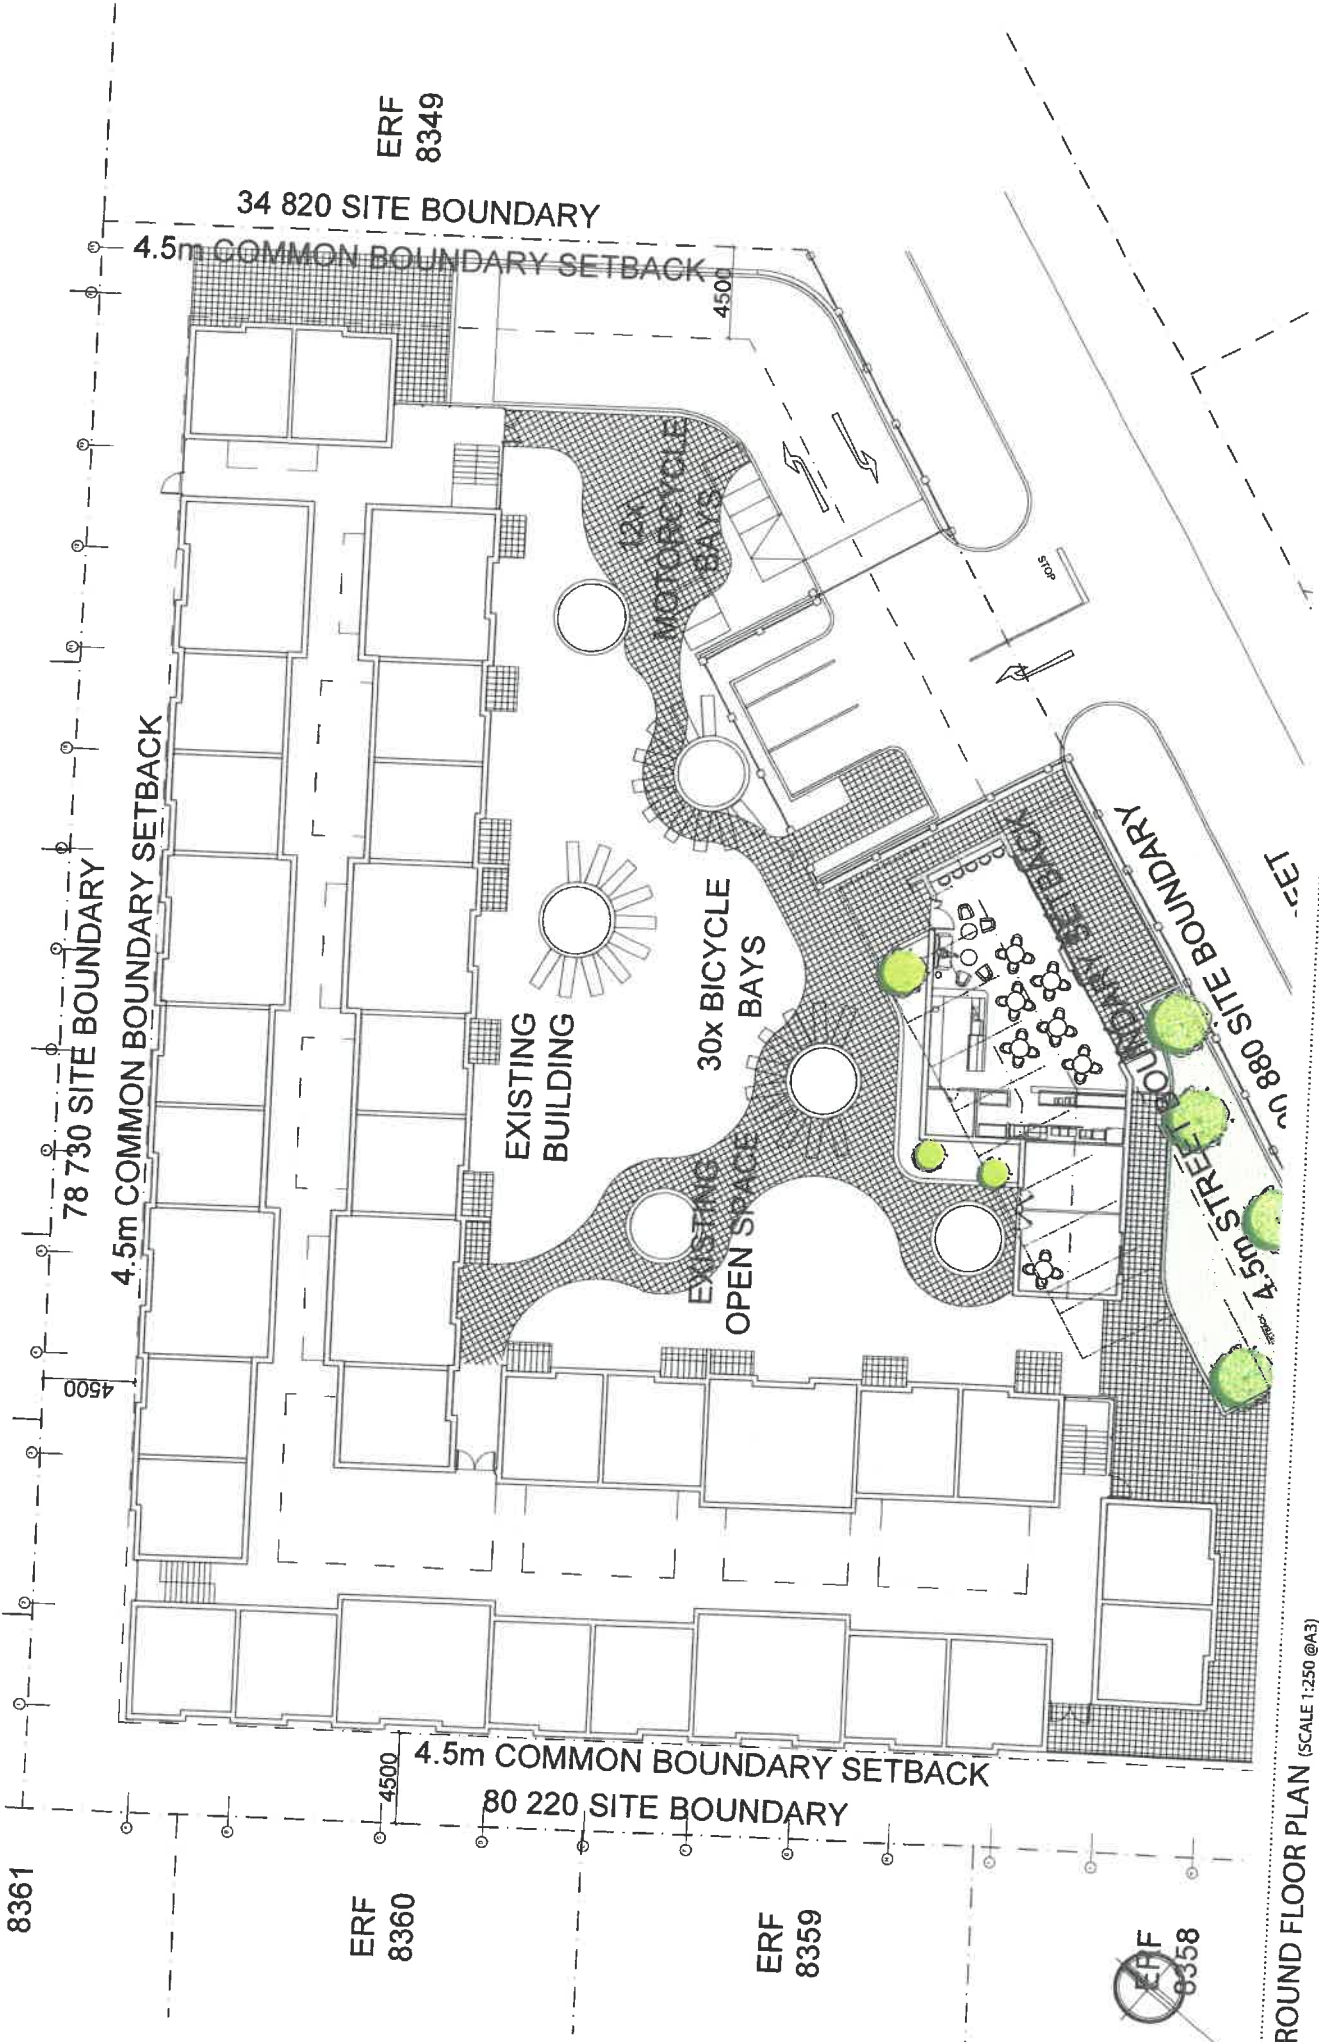 ERF
8349
34 820 SITE BOUNDARY
4.5m COMMON BOUNDARY SETBACK
4500
12x
MOTORCYCLE
BAYS
STOP
78 730 SITE BOUNDARY
4.5m COMMON BOUNDARY SETBACK
4500
EXISTING
BUILDING
30x BICYCLE
BAYS
EXISTING
OPEN SPACE
4.5m STREET BOUNDARY SETBACK
880 SITE BOUNDARY
4500
4.5m COMMON BOUNDARY SETBACK
80 220 SITE BOUNDARY
8361
ERF
8360
ERF
8359
ERF
8358
ROUND FLOOR PLAN (SCALE 1:250 @A3)